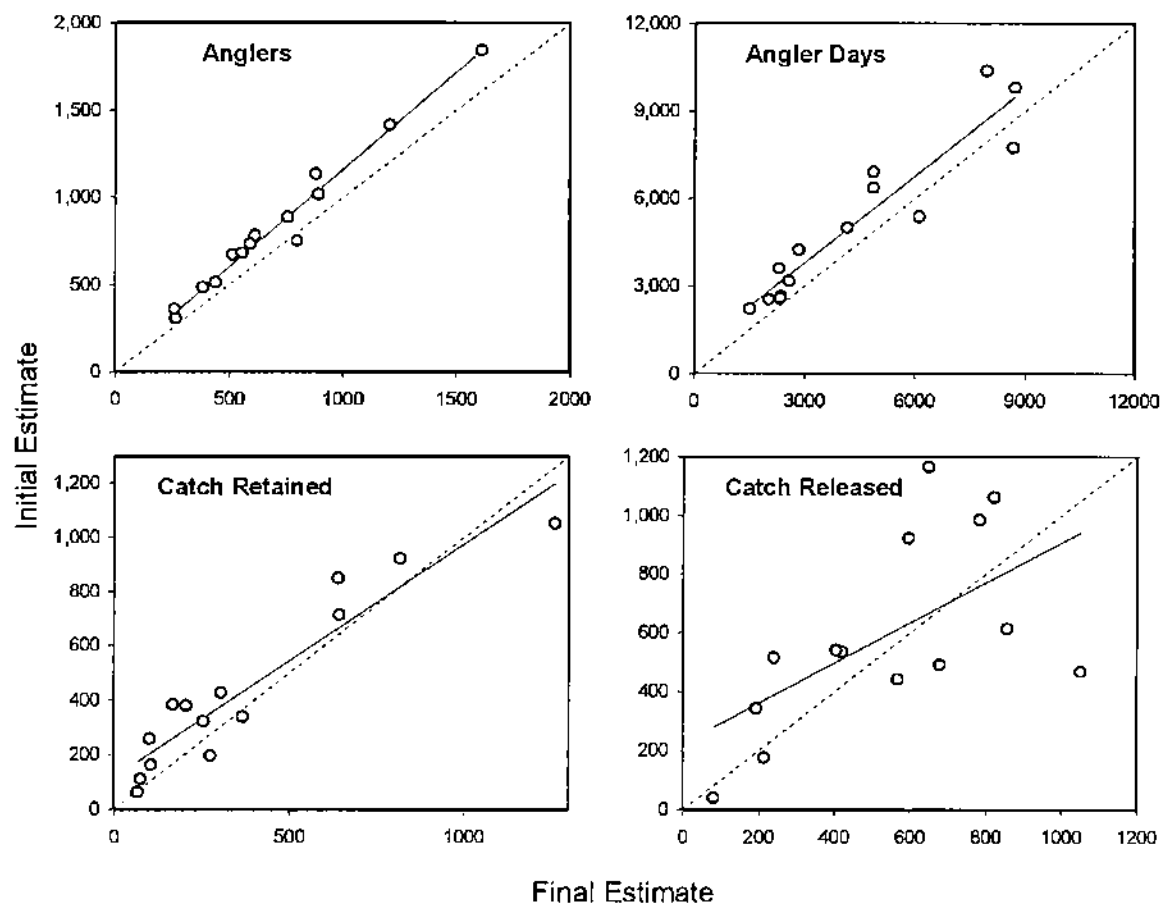 Initial Estimate
Anglers
2,000
1,500
1,000
500
0
0 500 1000 1500 2000
Angler Days
12,000
9,000
6,000
3,000
0
0 3000 6000 9000 12000
Catch Retained
1,200
1,000
800
600
400
200
0
0 500 1000
Catch Released
1,200
1,000
800
600
400
200
0
0 200 400 600 800 1000 1200
Final Estimate